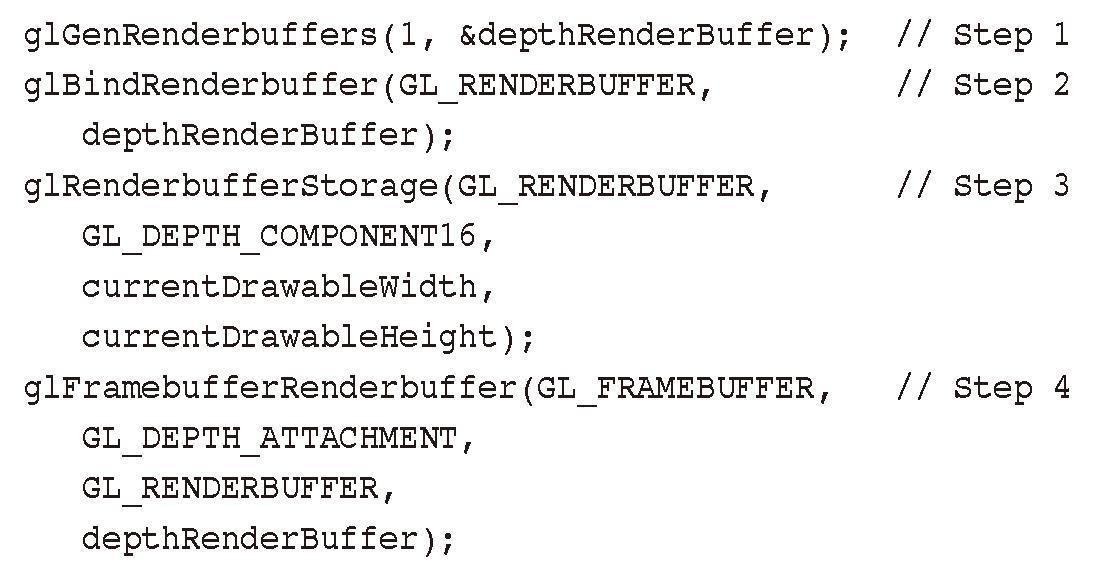 glGenRenderbuffers(1, &depthRenderBuffer);  // Step 1
glBindRenderbuffer(GL_RENDERBUFFER,         // Step 2
   depthRenderBuffer);
glRenderbufferStorage(GL_RENDERBUFFER,      // Step 3
   GL_DEPTH_COMPONENT16,
   currentDrawableWidth,
   currentDrawableHeight);
glFramebufferRenderbuffer(GL_FRAMEBUFFER,   // Step 4
   GL_DEPTH_ATTACHMENT,
   GL_RENDERBUFFER,
   depthRenderBuffer);